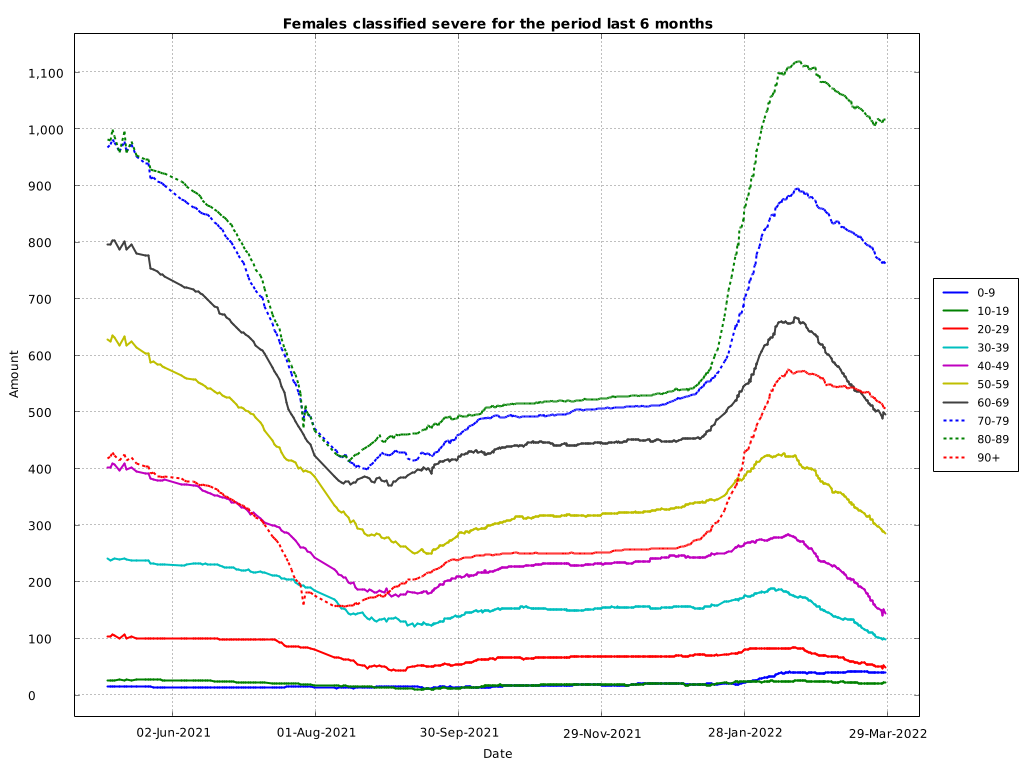 Females classified severe for the period last 6 months
1,100
1,000
900
800
700
600
500
400
300
200
100
0
Amount
02-Jun-2021
01-Aug-2021
30-Sep-2021
29-Nov-2021
28-Jan-2022
29-Mar-2022
Date
0-9
10-19
20-29
30-39
40-49
50-59
60-69
70-79
80-89
90+